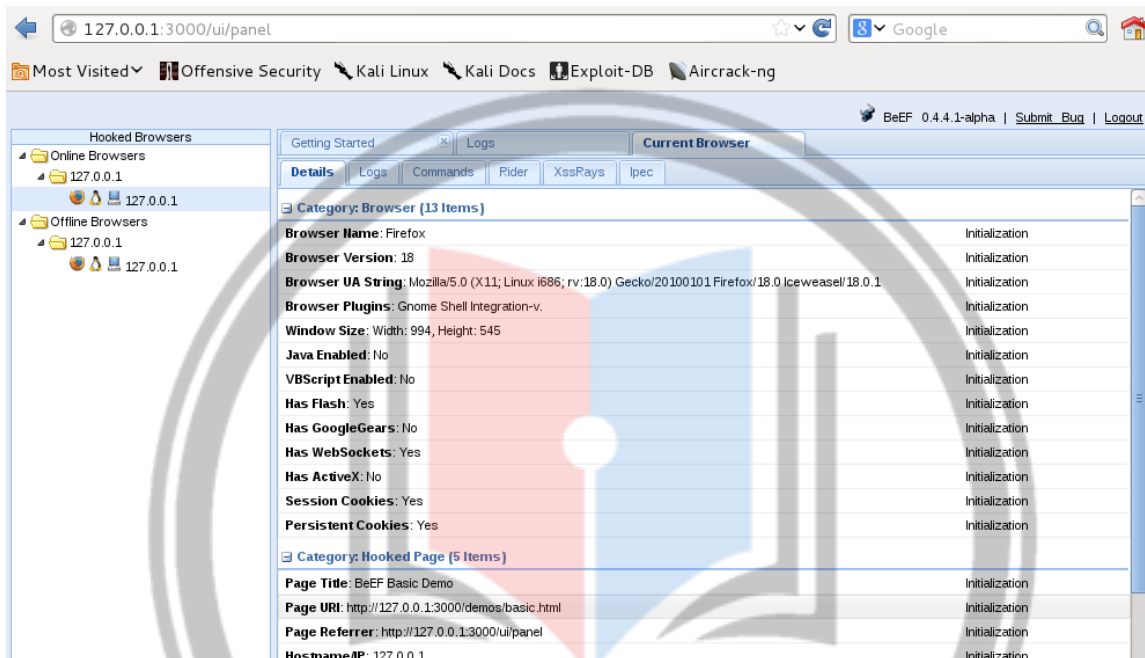 127.0.0.1:3000/ui/panel
8 Google
Most Visited Offensive Security Kali Linux Kali Docs Exploit-DB Aircrack-ng
BeEF 0.4.4.1-alpha | Submit Bug | Logout
Hooked Browsers
Online Browsers
127.0.0.1
127.0.0.1
Offline Browsers
127.0.0.1
127.0.0.1
Getting Started Logs Current Browser
Details Logs Commands Rider XssRays Ipec
Category: Browser (13 Items)
Browser Name: Firefox Initialization
Browser Version: 18 Initialization
Browser UA String: Mozilla/5.0 (X11; Linux i686; rv:18.0) Gecko/20100101 Firefox/18.0 Iceweasel/18.0.1 Initialization
Browser Plugins: Gnome Shell Integration-v. Initialization
Window Size: Width: 994, Height: 545 Initialization
Java Enabled: No Initialization
VBScript Enabled: No Initialization
Has Flash: Yes Initialization
Has GoogleGears: No Initialization
Has WebSockets: Yes Initialization
Has ActiveX: No Initialization
Session Cookies: Yes Initialization
Persistent Cookies: Yes Initialization
Category: Hooked Page (5 Items)
Page Title: BeEF Basic Demo Initialization
Page URI: http://127.0.0.1:3000/demos/basic.html Initialization
Page Referrer: http://127.0.0.1:3000/ui/panel Initialization
Hostname/IP: 127.0.0.1 Initialization